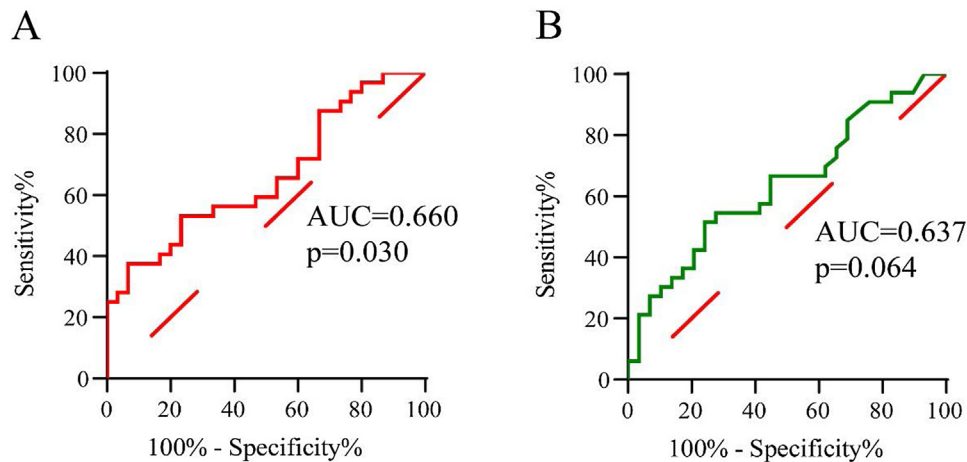 A
Sensitivity%
100
80
60
40
20
0
AUC=0.660
p=0.030
0 20 40 60 80 100
100% - Specificity%
B
Sensitivity%
100
80
60
40
20
0
AUC=0.637
p=0.064
0 20 40 60 80 100
100% - Specificity%